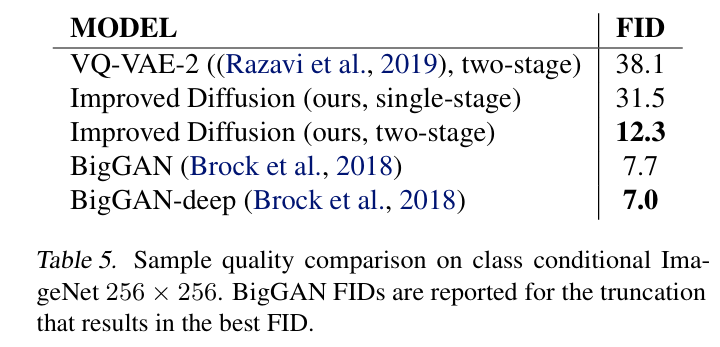 MODEL FID
VQ-VAE-2 ((Razavi et al., 2019), two-stage) 38.1
Improved Diffusion (ours, single-stage) 31.5
Improved Diffusion (ours, two-stage) 12.3
BigGAN (Brock et al., 2018) 7.7
BigGAN-deep (Brock et al., 2018) 7.0
Table 5. Sample quality comparison on class conditional Ima-
geNet 256 × 256. BigGAN FIDs are reported for the truncation
that results in the best FID.